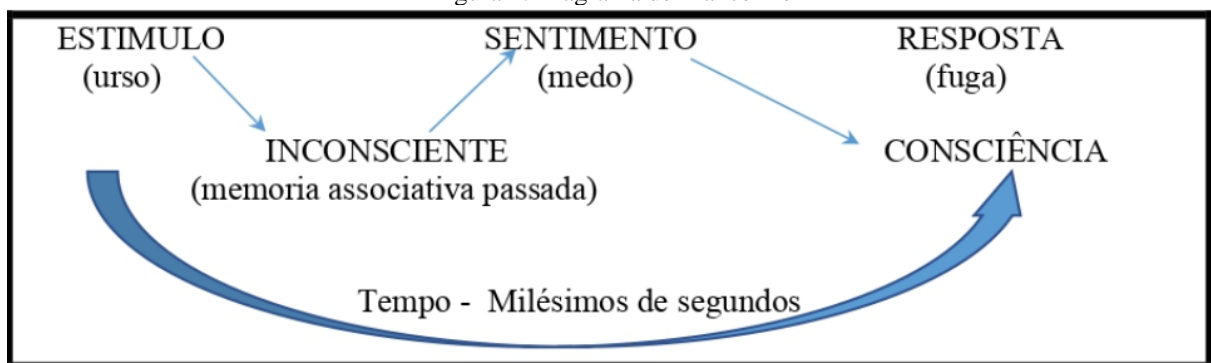 ESTIMULO SENTIMENTO RESPOSTA
(urso) (medo) (fuga)
INCONSCIENTE CONSCIÊNCIA
(memoria associativa passada)
Tempo - Milésimos de segundos